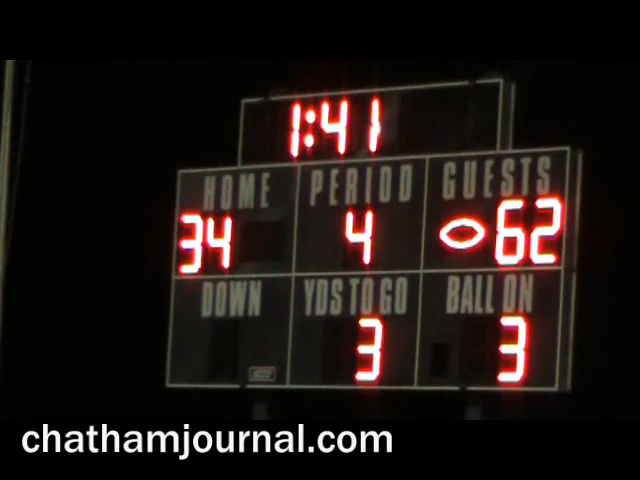 1:41
HOME PERIOD GUESTS
34 4 62
DOWN YDS TO GO BALL ON
3 3
chathamjournal.com